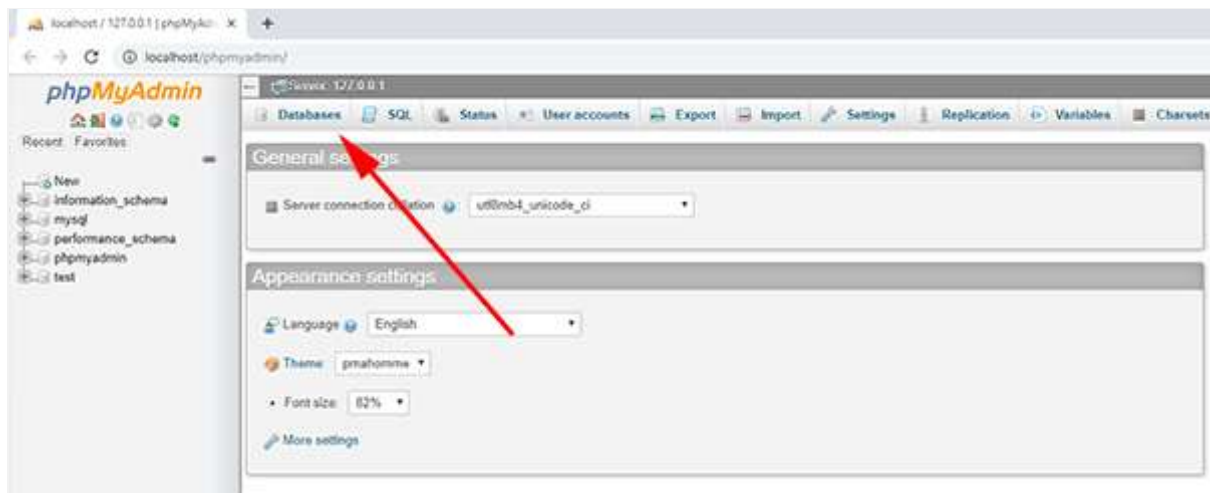 localhost / 127.0.0.1 | phpMyAdm
localhost/phpmyadmin/
phpMyAdmin
Recent Favorites
New
information_schema
mysql
performance_schema
phpmyadmin
test
Server: 127.0.0.1
Databases SQL Status User accounts Export Import Settings Replication Variables Charsets
General settings
Server connection collation utf8mb4_unicode_ci
Appearance settings
Language English
Theme: pmahomme
Font size: 82%
More settings